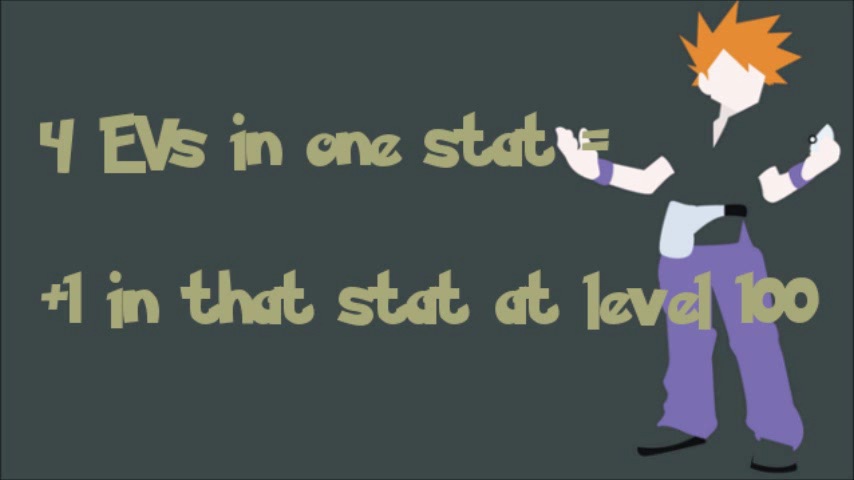 4 EVs in one stat =
+1 in that stat at level 100